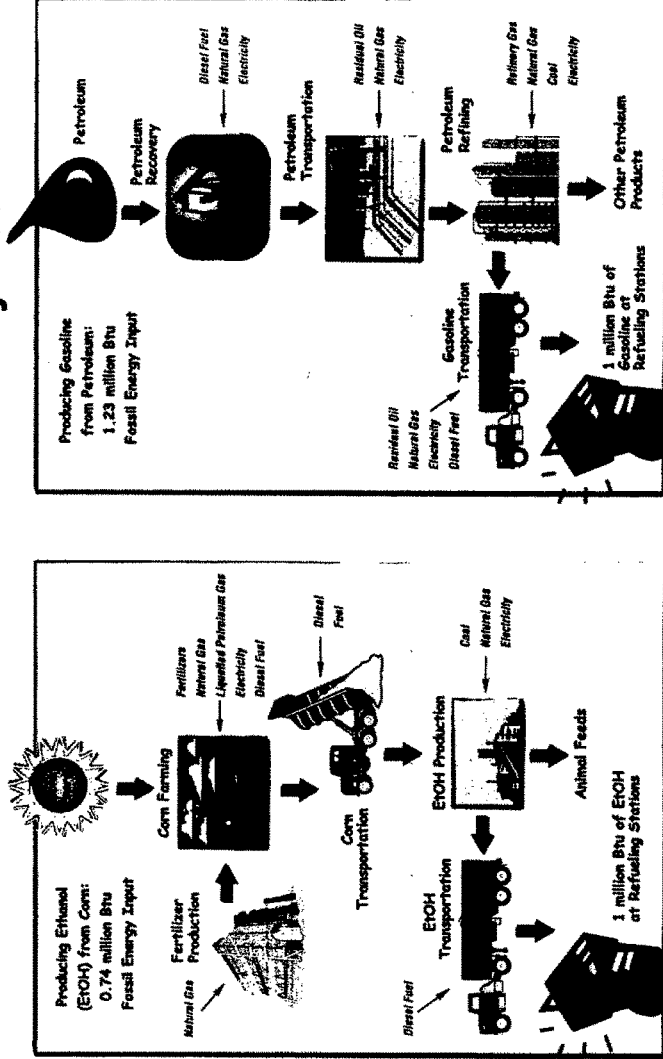 Producing Ethanol
(EtOH) from Corn:
0.74 million Btu
Fossil Energy Input
Corn Farming
Fertilizers
Natural Gas
Liquefied Petroleum Gas
Electricity
Diesel Fuel
Fertilizer
Production
Natural Gas
Corn
Transportation
Diesel
Fuel
EtOH Production
Coal
Natural Gas
Electricity
EtOH
Transportation
Diesel Fuel
Animal Feeds
1 million Btu of EtOH
at Refueling Stations
Producing Gasoline
from Petroleum:
1.23 million Btu
Fossil Energy Input
Petroleum
Petroleum
Recovery
Diesel Fuel
Natural Gas
Electricity
Petroleum
Transportation
Residual Oil
Natural Gas
Electricity
Petroleum
Refining
Refinery Gas
Natural Gas
Coal
Electricity
Gasoline
Transportation
Residual Oil
Natural Gas
Electricity
Diesel Fuel
Other Petroleum
Products
1 million Btu of
Gasoline at
Refueling Stations